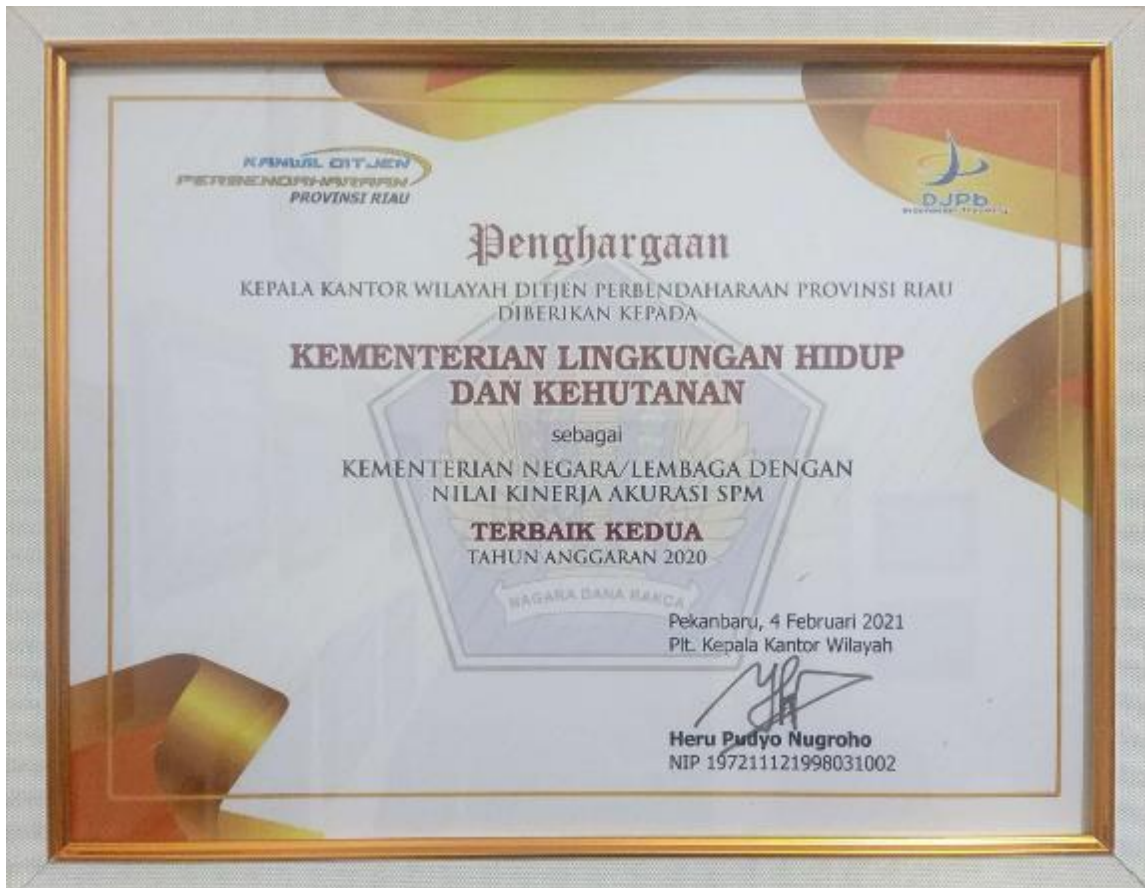 KANWIL DITJEN
PERBENDAHARAAN
PROVINSI RIAU
DJPb
Penghargaan
KEPALA KANTOR WILAYAH DITJEN PERBENDAHARAAN PROVINSI RIAU
DIBERIKAN KEPADA
KEMENTERIAN LINGKUNGAN HIDUP
DAN KEHUTANAN
sebagai
KEMENTERIAN NEGARA/LEMBAGA DENGAN
NILAI KINERJA AKURASI SPM
TERBAIK KEDUA
TAHUN ANGGARAN 2020
NAGARA DANA RAKCA
Pekanbaru, 4 Februari 2021
Plt. Kepala Kantor Wilayah
Heru Pudyo Nugroho
NIP 197211121998031002